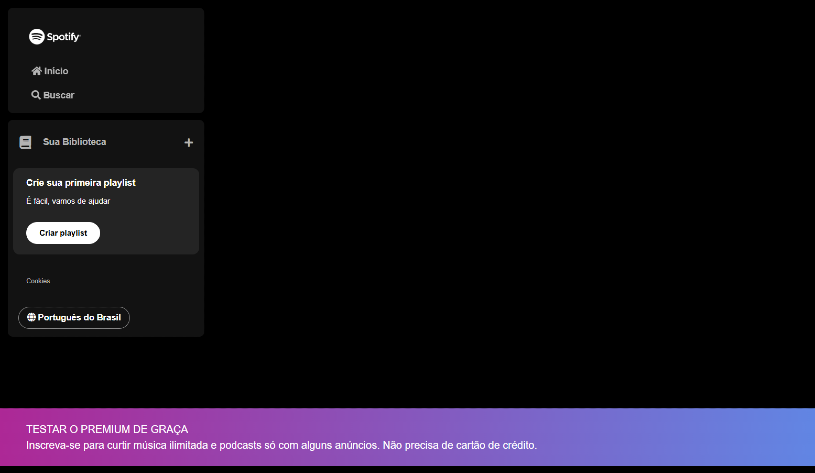 Spotify
Início
Buscar
Sua Biblioteca
Crie sua primeira playlist
É fácil, vamos de ajudar
Criar playlist
Cookies
Português do Brasil
TESTAR O PREMIUM DE GRAÇA
Inscreva-se para curtir música ilimitada e podcasts só com alguns anúncios. Não precisa de cartão de crédito.